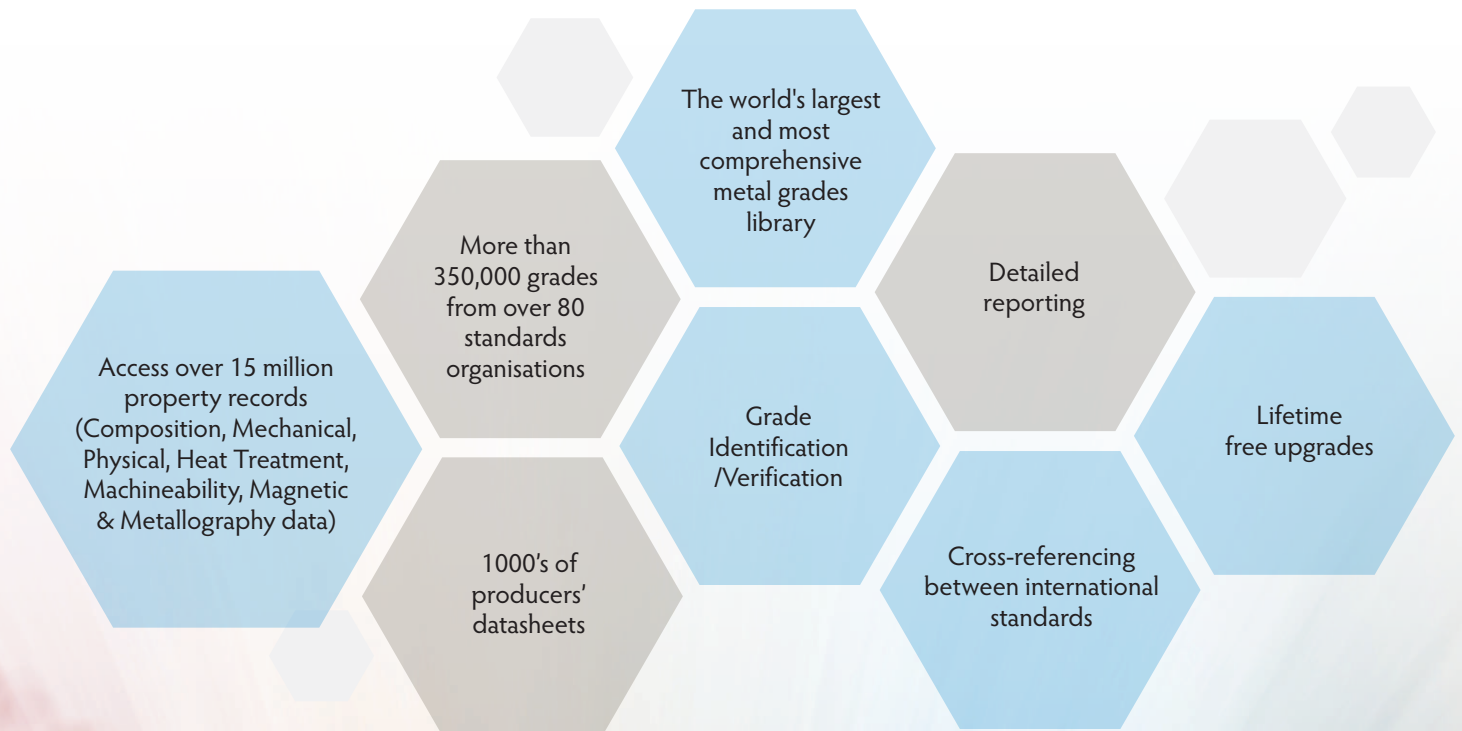 The world's largest
and most
comprehensive
metal grades
library
More than
350,000 grades
from over 80
standards
organisations
Detailed
reporting
Access over 15 million
property records
(Composition, Mechanical,
Physical, Heat Treatment,
Machineability, Magnetic
& Metallography data)
Grade
Identification
/Verification
Lifetime
free upgrades
1000's of
producers’
datasheets
Cross-referencing
between international
standards